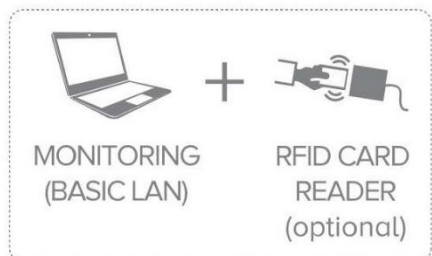 MONITORING
(BASIC LAN)
+
RFID CARD
READER
(optional)